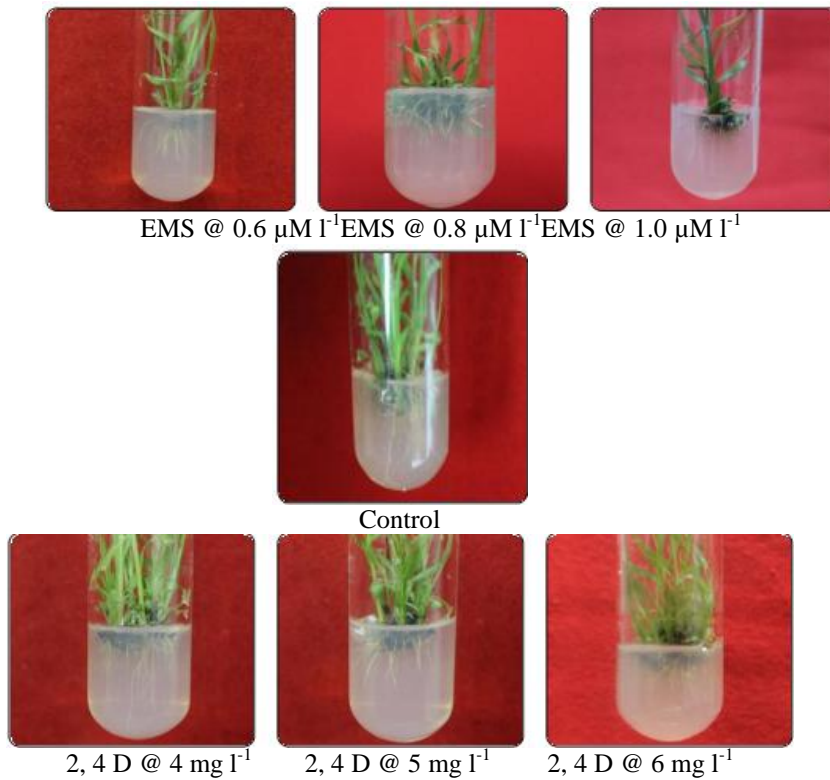 EMS @ 0.6 µM l⁻¹EMS @ 0.8 µM l⁻¹EMS @ 1.0 µM l⁻¹
Control
2, 4 D @ 4 mg l⁻¹ 2, 4 D @ 5 mg l⁻¹ 2, 4 D @ 6 mg l⁻¹